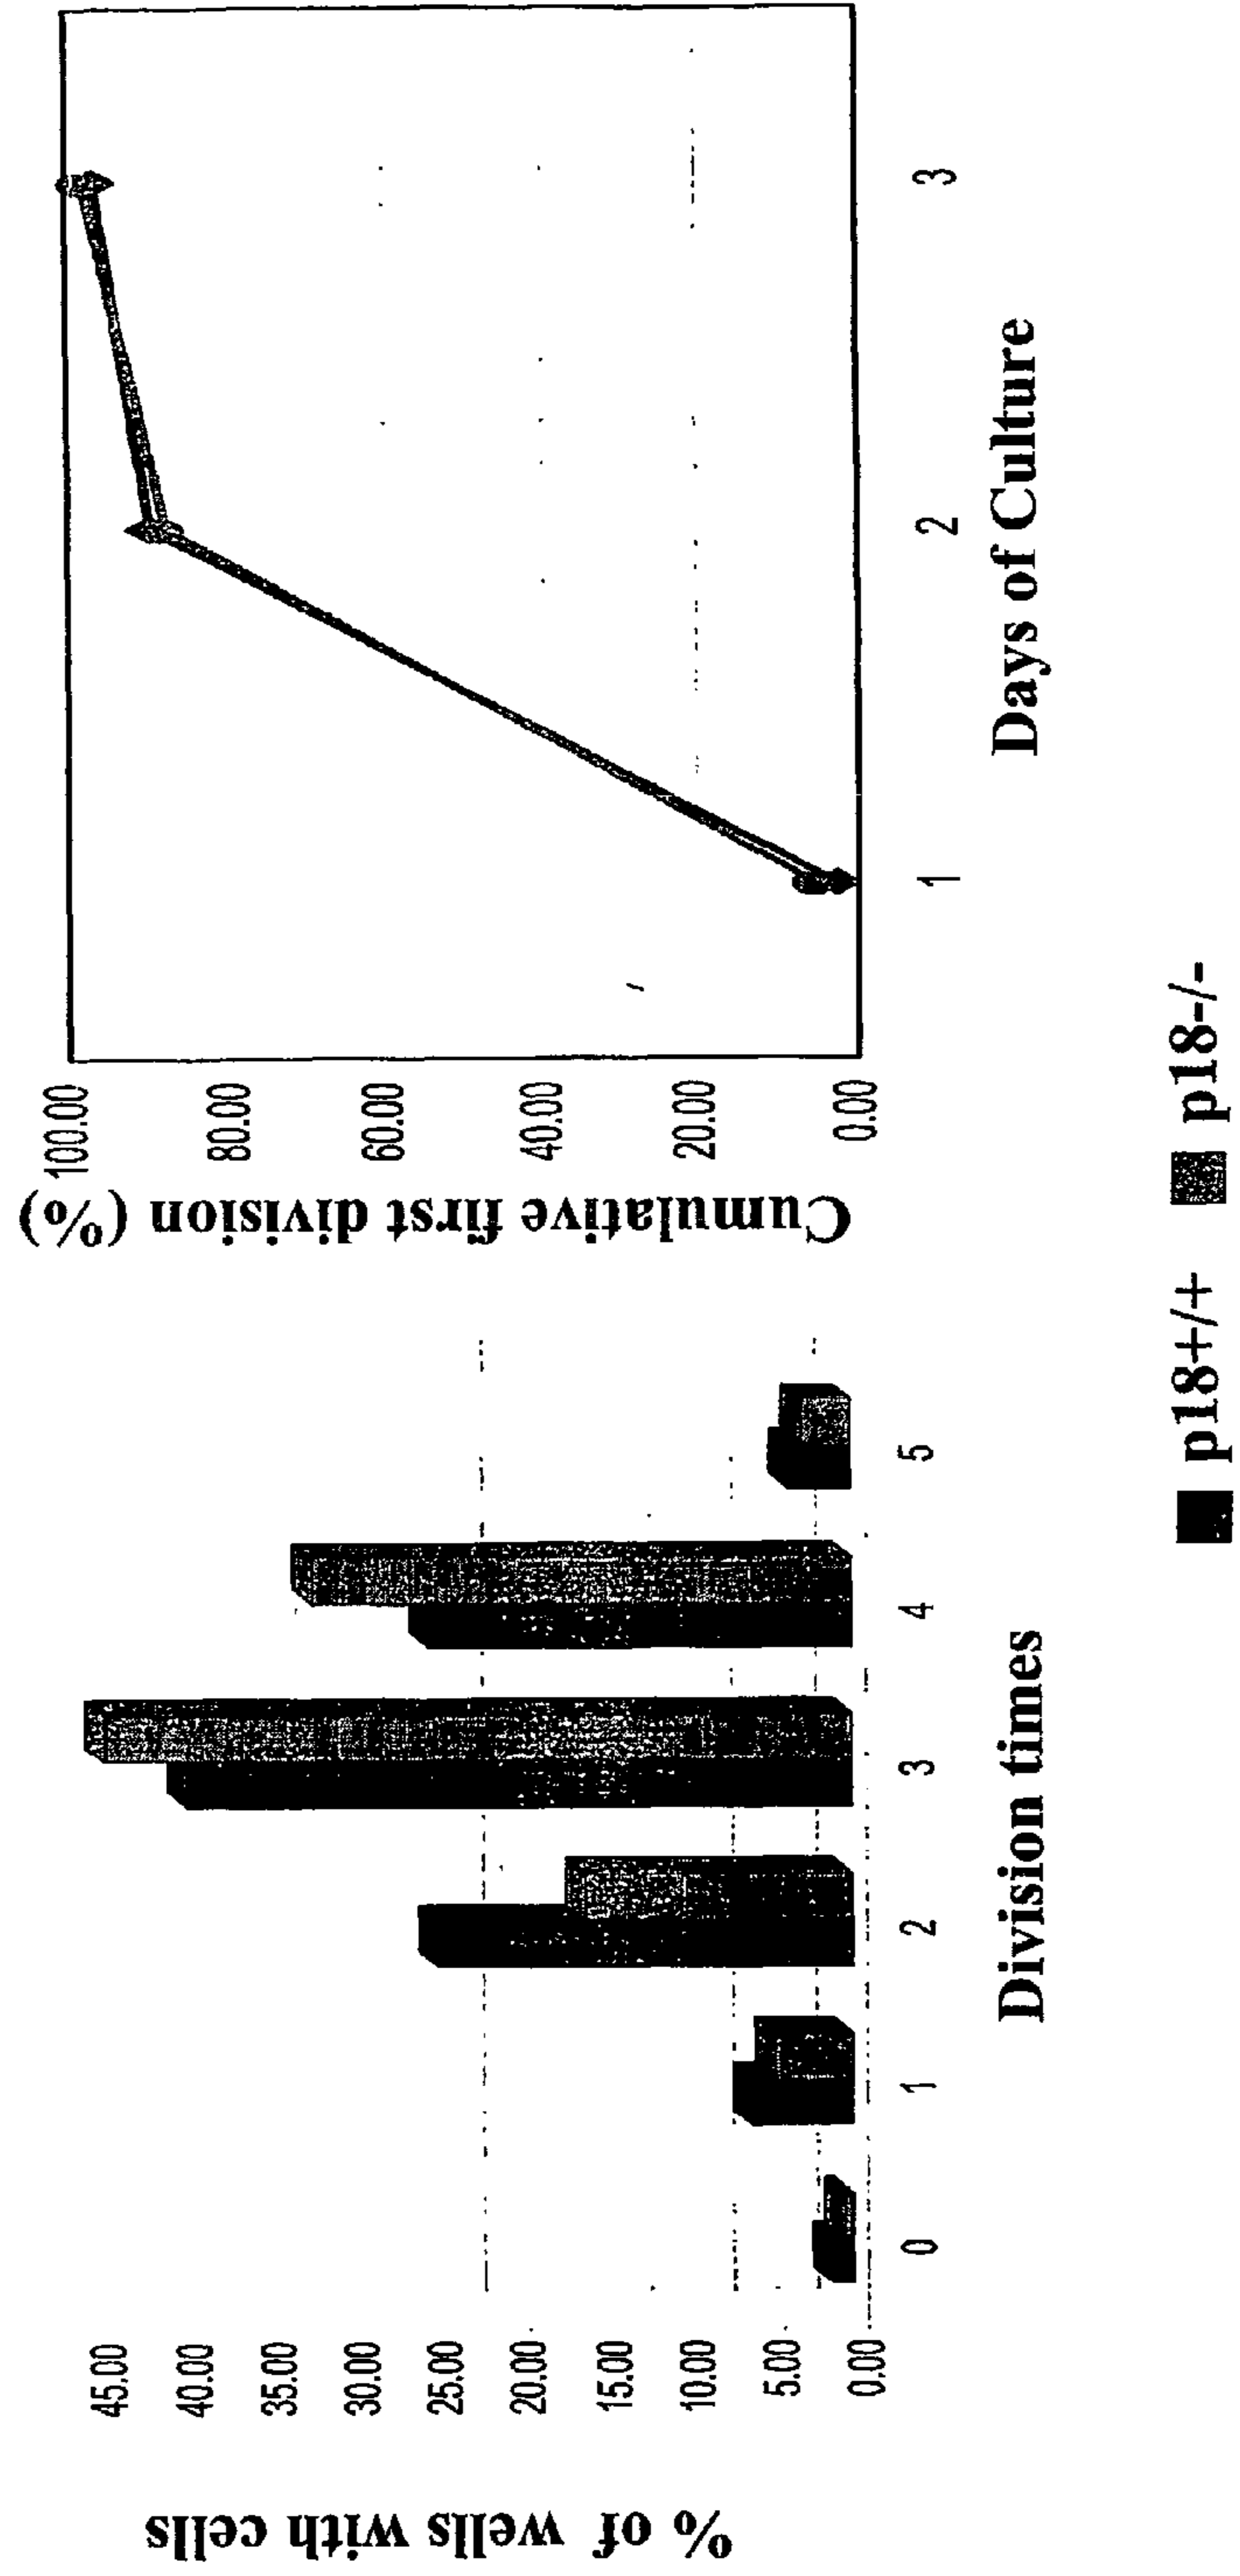 % of wells with cells
45.00
40.00
35.00
30.00
25.00
20.00
15.00
10.00
5.00
0.00
0 1 2 3 4 5
Division times
Cumulative first division (%)
100.00
80.00
60.00
40.00
20.00
0.00
1 2 3
Days of Culture
p18+/+ p18-/-